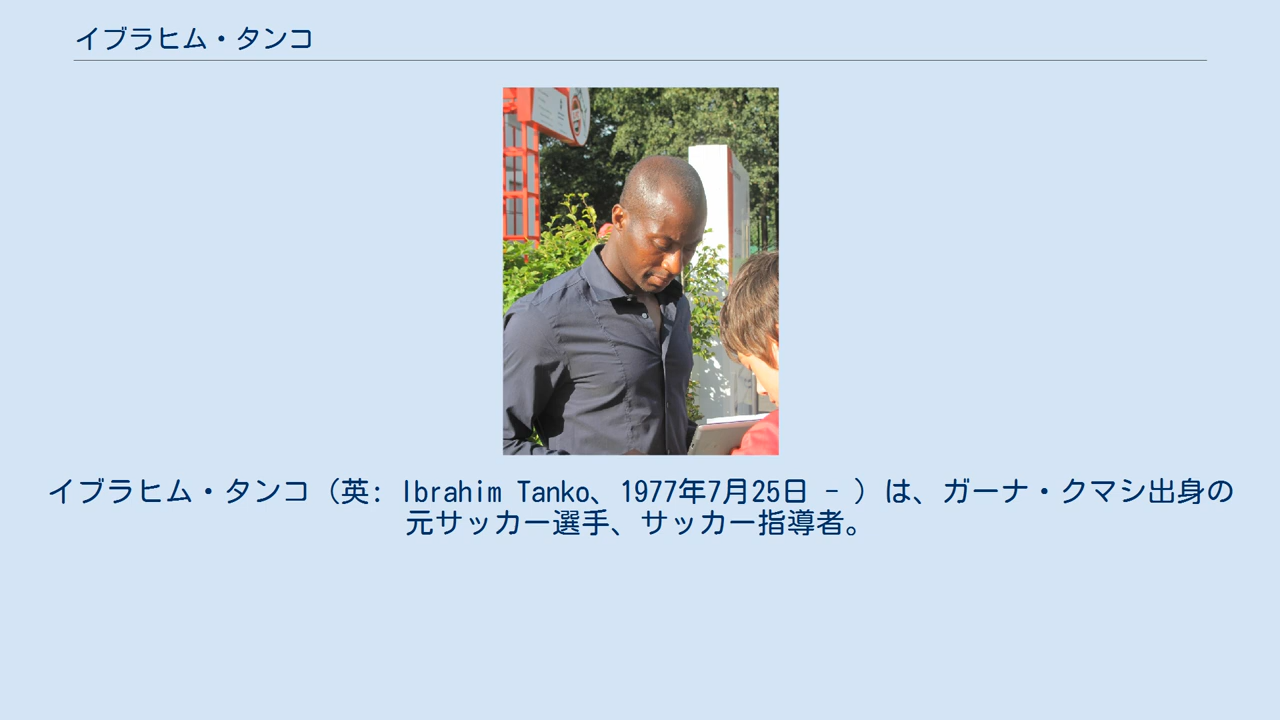 イブラヒム・タンコ
イブラヒム・タンコ（英: Ibrahim Tanko、1977年7月25日 - ）は、ガーナ・クマシ出身の
元サッカー選手、サッカー指導者。